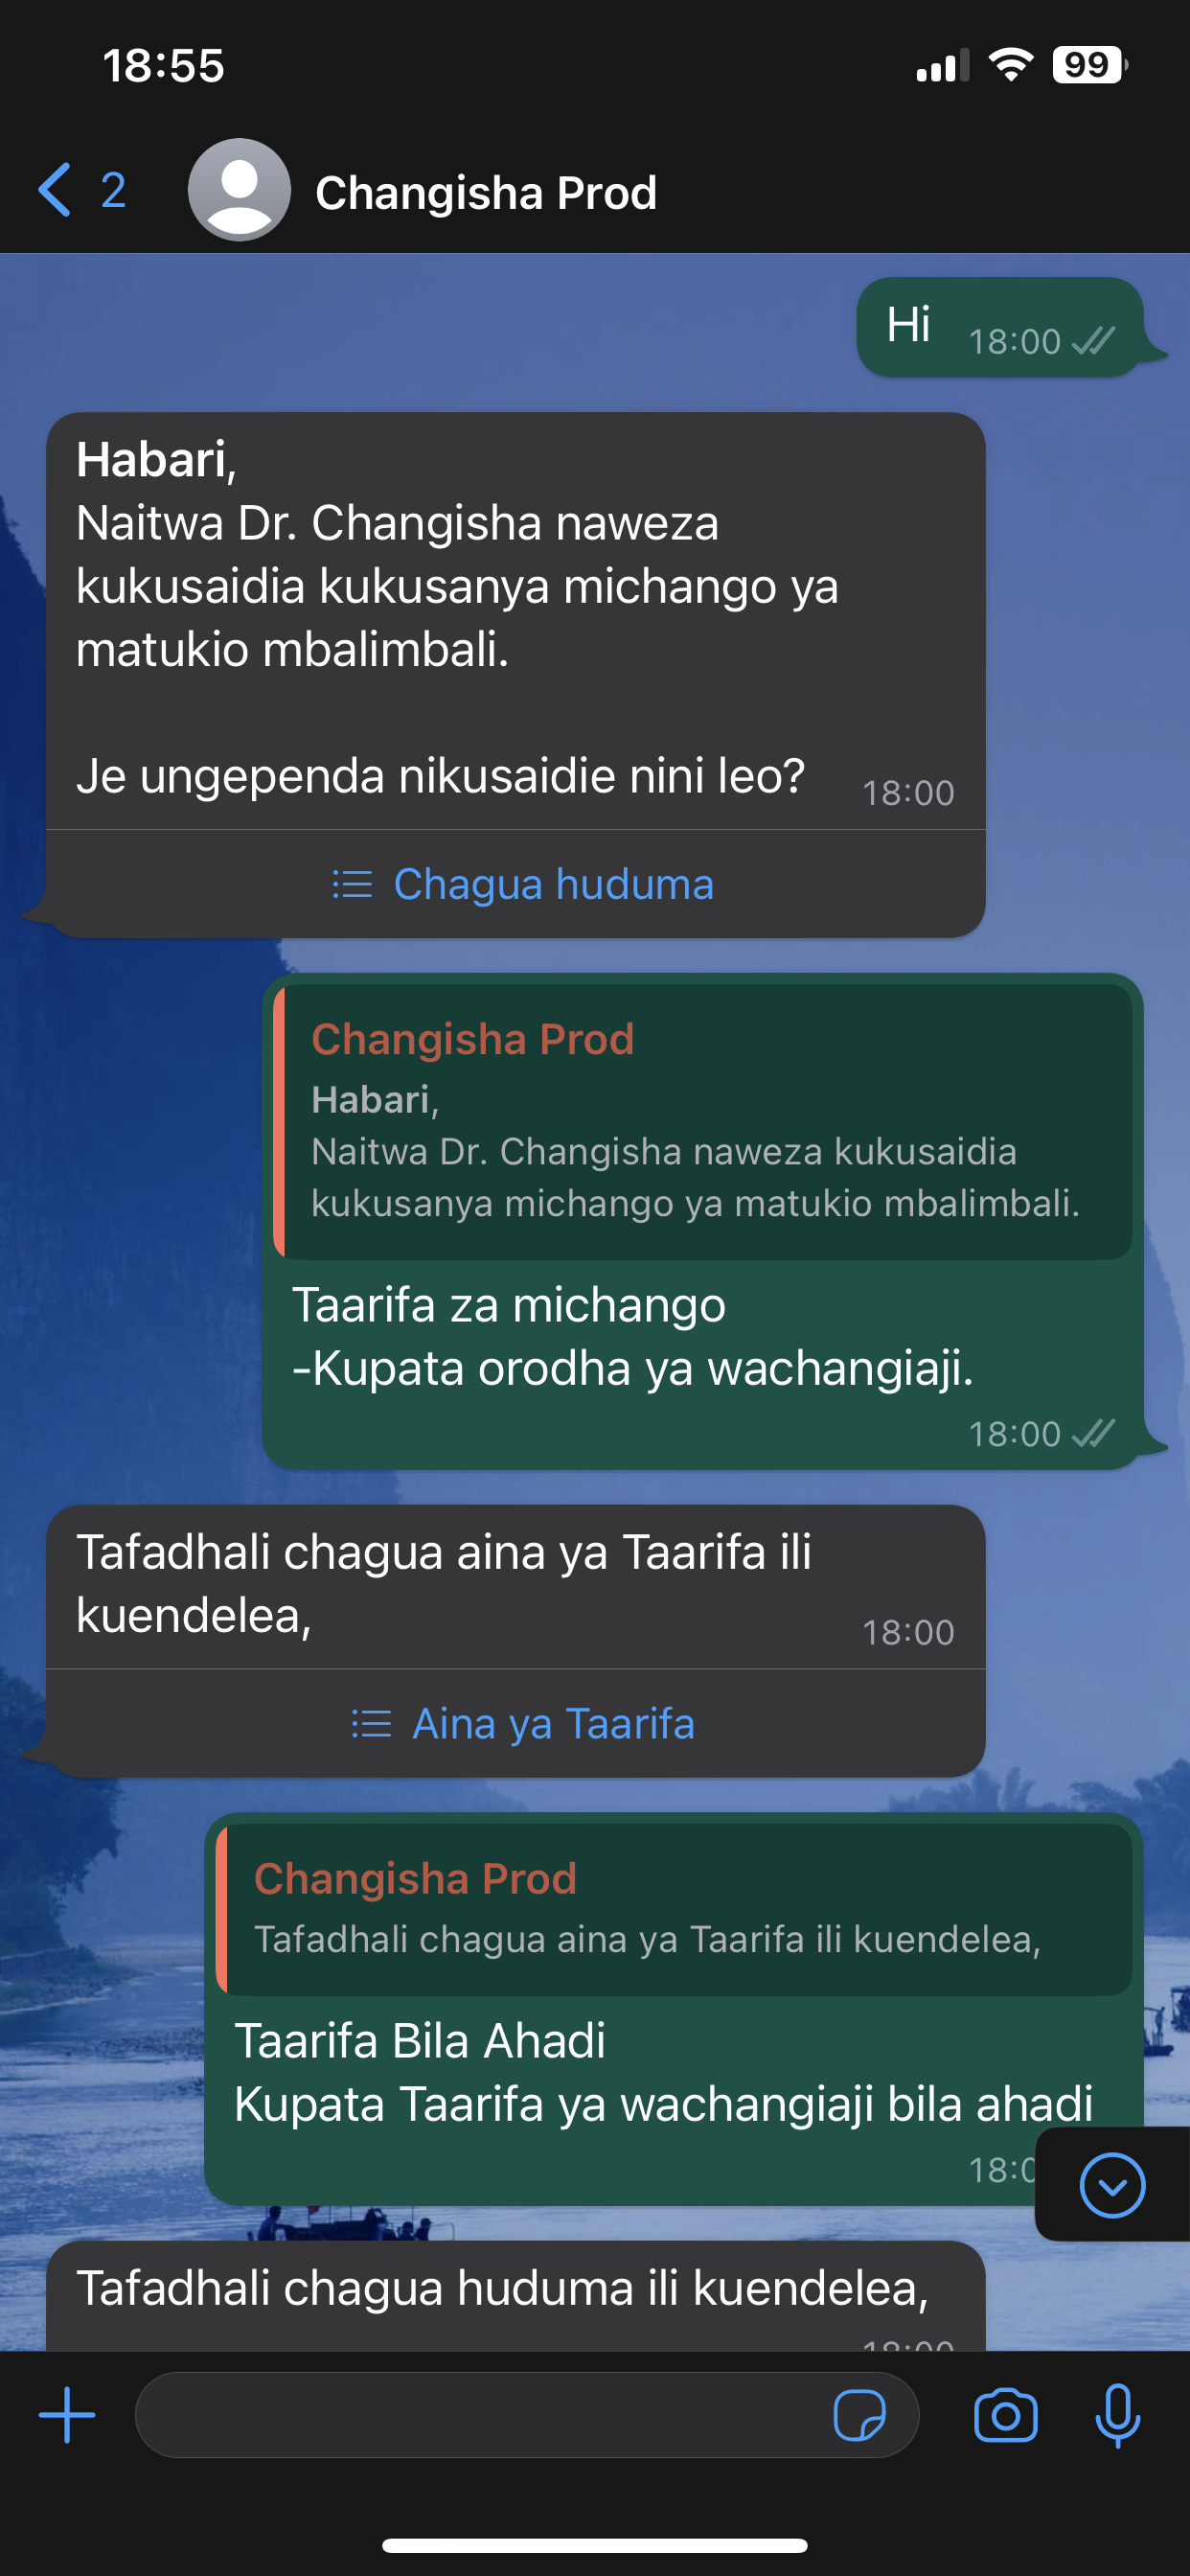 18:55
99
2
Changisha Prod
Hi
18:00
Habari,
Naitwa Dr. Changisha naweza
kukusaidia kukusanya michango ya
matukio mbalimbali.
Je ungependa nikusaidie nini leo?
18:00
Chagua huduma
Changisha Prod
Habari,
Naitwa Dr. Changisha naweza kukusaidia
kukusanya michango ya matukio mbalimbali.
Taarifa za michango
-Kupata orodha ya wachangiaji.
18:00
Tafadhali chagua aina ya Taarifa ili
kuendelea,
18:00
Aina ya Taarifa
Changisha Prod
Tafadhali chagua aina ya Taarifa ili kuendelea,
Taarifa Bila Ahadi
Kupata Taarifa ya wachangiaji bila ahadi
18:0
Tafadhali chagua huduma ili kuendelea,
18:00